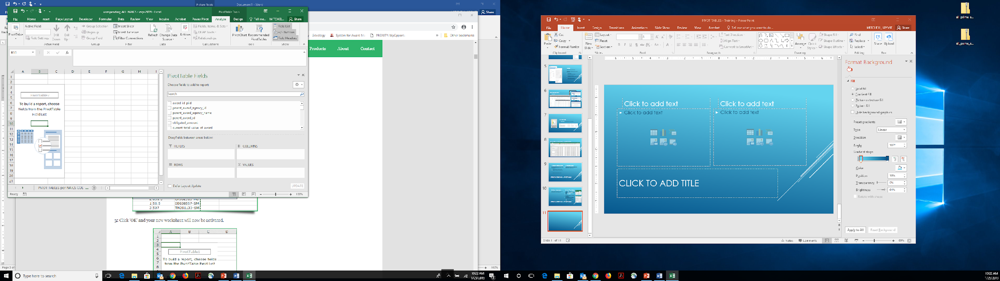 Picture Tools
Document1 - Word
Share
usaspending ALL NAICS - exp-2019 - Excel
PivotTable Tools
File
Home
Insert
Page Layout
Developer
Formulas
Data
Review
View
Inquire
Acrobat
Power Pivot
Analyze
Design
Tell me...
MITCHEL...
Share
PivotTable
Active Field:
Field Settings
Drill Down
Drill Up
Active Field
Group Selection
Ungroup
Group Field
Group
Insert Slicer
Insert Timeline
Filter Connections
Filter
Refresh
Change Data Source
Data
Actions
Fields, Items, & Sets
OLAP Tools
Relationships
Calculations
PivotChart
Recommended PivotTables
Tools
Field List
+/- Buttons
Field Headers
Show
B10
fx
A B C D E F G H I
1
2
3
4
5
6
7
8
9
10
11
12
13
14
15
16
17
18
19
20
21
PivotTable2
To build a report, choose
fields from the PivotTable
Field List
PivotTable Fields
Choose fields to add to report:
Search
award_id_piid
parent_award_agency_id
parent_award_agency_name
parent_award_id
obligated_amount
current_total_value_of_award
Drag fields between areas below:
FILTERS
COLUMNS
ROWS
Σ VALUES
Defer Layout Update
UPDATE
PIVOT TABLES per NAICS COL ...
Ready
100%
Govology
System for Award Ma
PROXITY: MyOpport.
Other bookmarks
Products
About
Contact
1 58.5 SE038557-SM
3 597 TN201133-SM
5: Click 'OK' and your new worksheet will now be activated.
A B C D
1
2
3
4
5
6
7
8
PivotTable1
To build a report, choose fields
from the PivotTable Field List
Page 3 of
100%
Type here to search
10:22 AM
1/25/2019
PIVOT TABLES - Training - PowerPoint
File
Home
Insert
Design
Transitions
Animations
Slide Show
Review
View
Acrobat
Tell me what you want to do...
MITCHELL, JAYMIE
Share
Paste
Cut
Copy
Format Painter
Clipboard
New Slide
Layout
Reset
Section
Slides
8
Font
Text Direction
Align Text
Convert to SmartArt
Paragraph
Arrange
Quick Styles
Shape Fill
Shape Outline
Shape Effects
Drawing
Find
Replace
Select
Editing
Share
Upload
Box
5
6
7
8
9
10
11
Click to add text
Click to add text
Click to add text
Click to add text
CLICK TO ADD TITLE
Format Background
Fill
Solid fill
Gradient fill
Picture or texture fill
Pattern fill
Hide background graphics
Preset gradients
Type
Linear
Direction
Angle
102°
Gradient stops
Color
Position
10%
Transparency
0%
Brightness
64%
Rotate with shape
Apply to All
Reset Background
Slide 11 of 11
Notes
Comments
69%
all_prime_a...
all_prime_a...
10:22 AM
1/25/2019